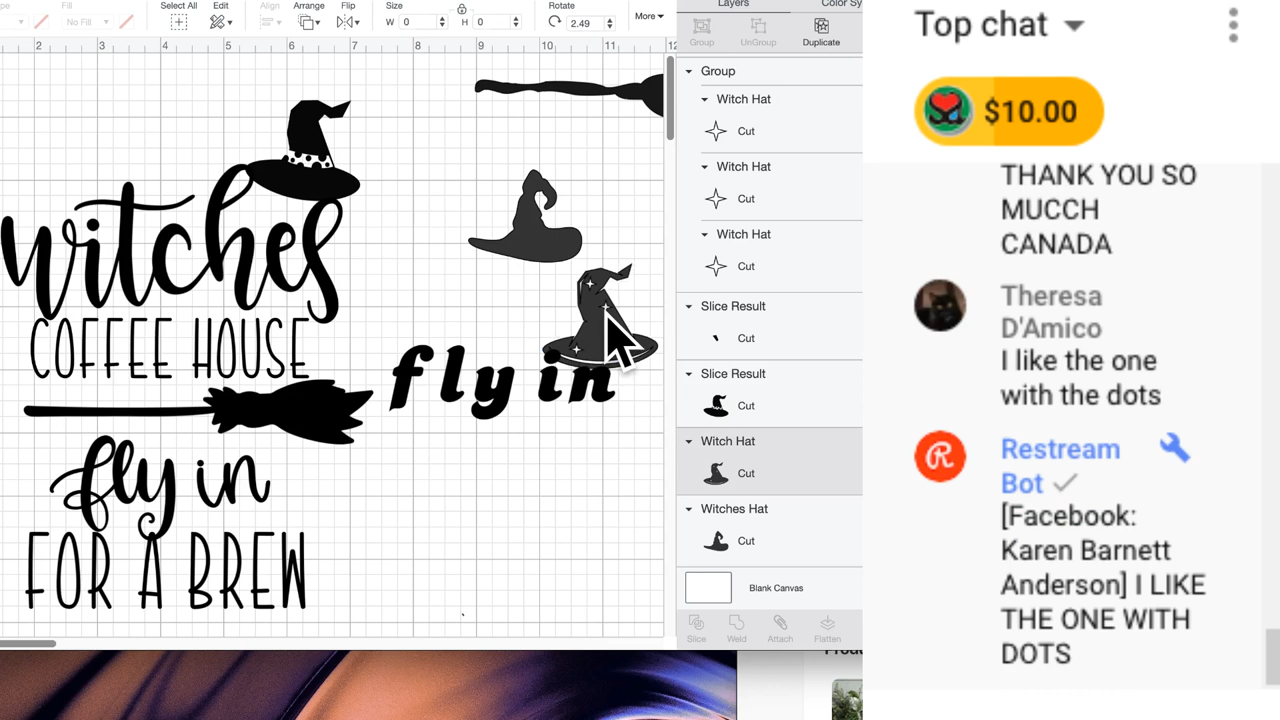 Select All
Edit
Align
Arrange
Flip
Size
Rotate
Fill
No Fill
W
0
H
0
2.49
More
2
3
4
5
6
7
8
9
10
11
12
witches
COFFEE HOUSE
fly in
FOR A BREW
fly in
Layers
Color Sy
Group
UnGroup
Duplicate
Group
Witch Hat
Cut
Witch Hat
Cut
Witch Hat
Cut
Slice Result
Cut
Slice Result
Cut
Witch Hat
Cut
Witches Hat
Cut
Blank Canvas
Slice
Weld
Attach
Flatten
Top chat
$10.00
THANK YOU SO
MUCCH
CANADA
Theresa
D'Amico
I like the one
with the dots
Restream
Bot
[Facebook:
Karen Barnett
Anderson] I LIKE
THE ONE WITH
DOTS